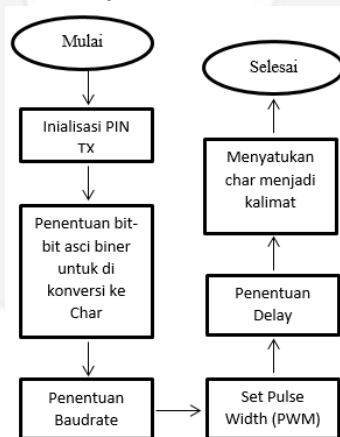 Mulai
Inialisasi PIN
TX
Penentuan bit-
bit asci biner
untuk di
konversi ke
Char
Penentuan
Baudrate
Set Pulse
Width (PWM)
Penentuan
Delay
Menyatukan
char menjadi
kalimat
Selesai